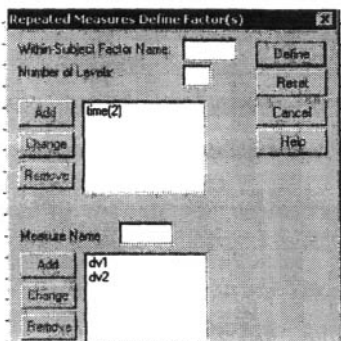 Repeated Measures Define Factor(s)
Within-Subject Factor Name:
Define
Number of Levels:
Reset
Add
time(2)
Cancel
Change
Help
Remove
Measure Name
Add
dv1
Change
dv2
Remove